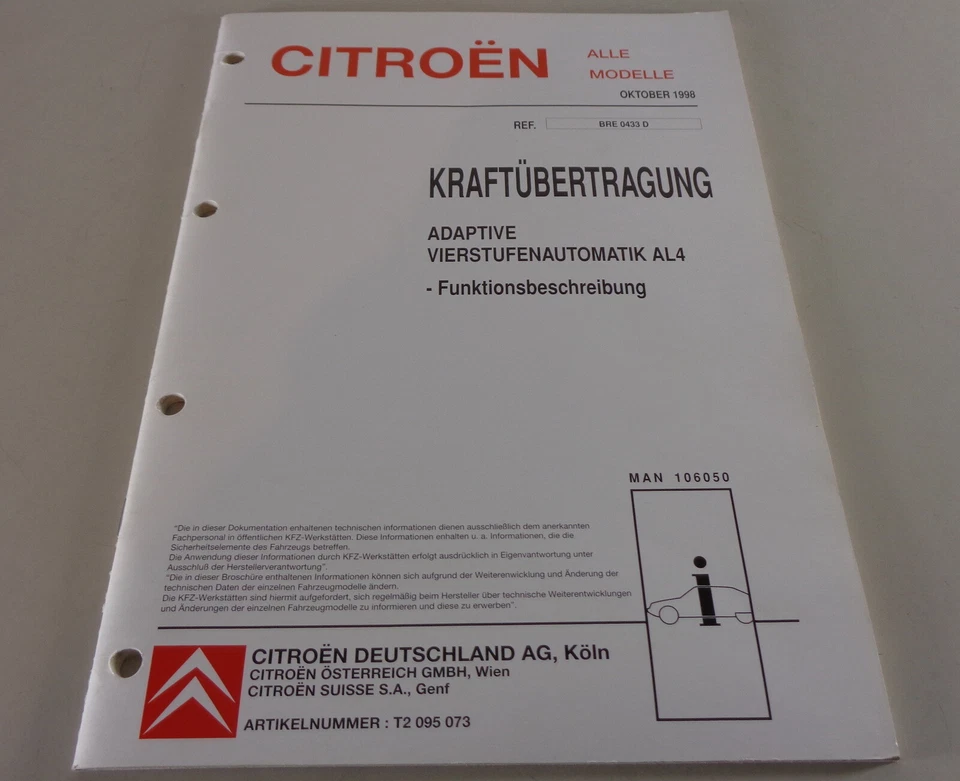 CITROËN
ALLE
MODELLE
OKTOBER 1998
REF. BRE 0433 D
KRAFTÜBERTRAGUNG
ADAPTIVE
VIERSTUFENAUTOMATIK AL4
- Funktionsbeschreibung
MAN 106050
"Die in dieser Dokumentation enthaltenen technischen informationen dienen ausschließlich dem anerkannten
Fachpersonal in öffentlichen KFZ-Werkstätten. Diese Informationen enhalten u. a. Informationen, die die
Sicherheitselemente des Fahrzeugs betreffen.
Die Anwendung dieser Informationen durch KFZ-Werkstätten erfolgt ausdrücklich in Eigenvantwortung unter
Ausschluß der Herstellerverantwortung".
"Die in dieser Broschüre enthaltenen Informationen können sich aufgrund der Weiterenwicklung und Änderung der
technischen Daten der einzelnen Fahrzeugmodelle ändern.
Die KFZ-Werkstätten sind hiermit aufgefordert, sich regelmäßig beim Hersteller über technische Weiterentwicklungen
und Änderungen der einzelnen Fahrzeugmodelle zu informieren und diese zu erwerben".
i
CITROËN DEUTSCHLAND AG, Köln
CITROËN ÖSTERREICH GMBH, Wien
CITROËN SUISSE S.A., Genf
ARTIKELNUMMER : T2 095 073